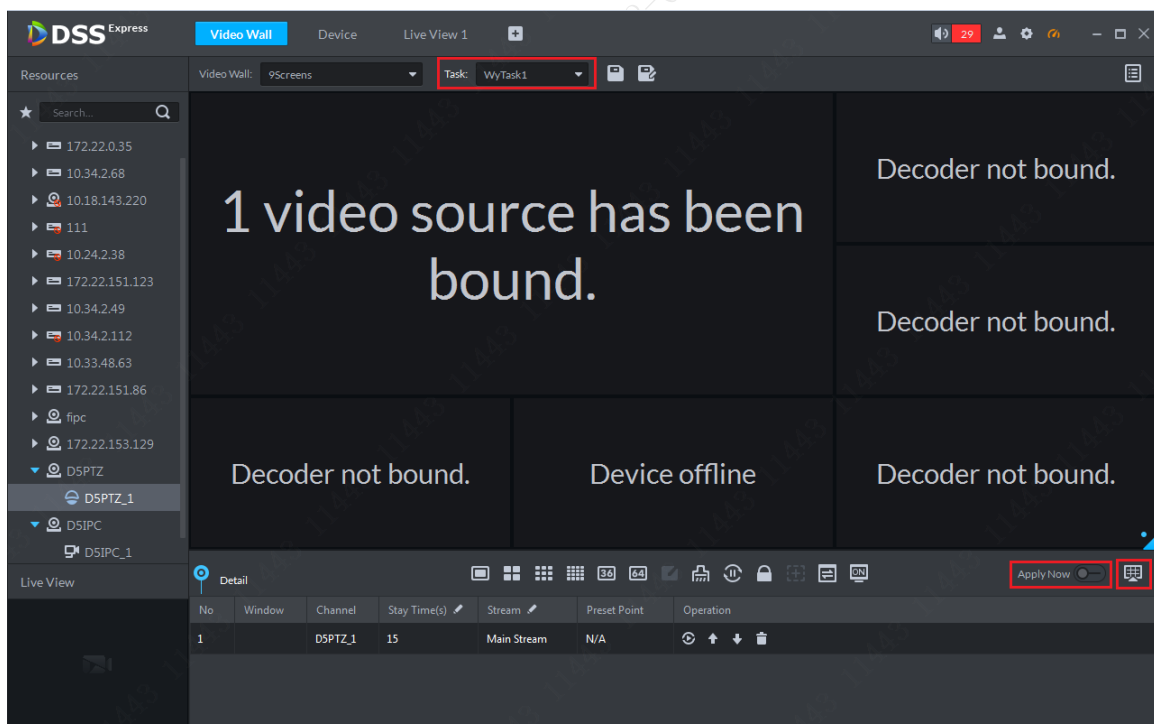 DSS Express
Video Wall
Device
Live View 1
29
Resources
Video Wall: 9Screens
Task: WyTask1
Search...
172.22.0.35
10.34.2.68
10.18.143.220
111
10.24.2.38
172.22.151.123
10.34.2.49
10.34.2.112
10.33.48.63
172.22.151.86
fipc
172.22.153.129
D5PTZ
D5PTZ_1
D5IPC
D5IPC_1
Live View
1 video source has been
bound.
Decoder not bound.
Decoder not bound.
Decoder not bound.
Device offline
Decoder not bound.
Detail
36
64
ON
Apply Now
No Window Channel Stay Time(s) Stream Preset Point Operation
1 D5PTZ_1 15 Main Stream N/A